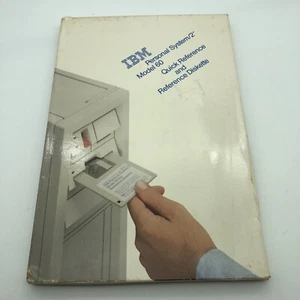 IBM
Personal System/2
Model 60
Quick Reference
and
Reference Diskette